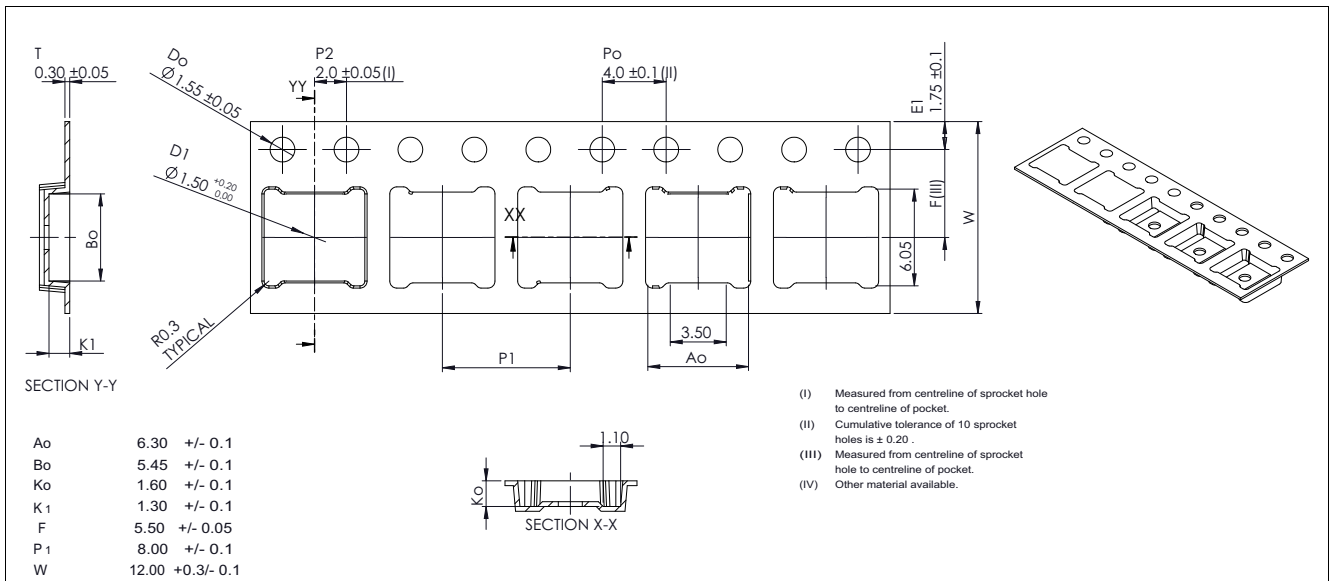 T
0.30 ±0.05
Do
Ø 1.55 ±0.05
D1
Ø 1.50 +0.20 0.00
P2
2.0 ±0.05 (I)
YY
Po
4.0 ±0.1 (II)
E1
1.75 ±0.1
F (III)
W
Bo
K1
SECTION Y-Y
XX
R0.3
TYPICAL
P1
3.50
Ao
6.05
Ao 6.30 +/- 0.1
Bo 5.45 +/- 0.1
Ko 1.60 +/- 0.1
K1 1.30 +/- 0.1
F 5.50 +/- 0.05
P1 8.00 +/- 0.1
W 12.00 +0.3/- 0.1
1.10
Ko
SECTION X-X
(I) Measured from centreline of sprocket hole
to centreline of pocket.
(II) Cumulative tolerance of 10 sprocket
holes is ± 0.20 .
(III) Measured from centreline of sprocket
hole to centreline of pocket.
(IV) Other material available.